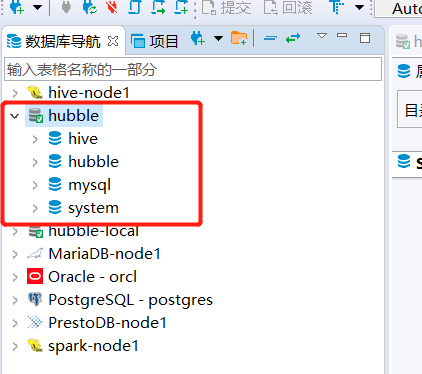 提交 回滚 Auto
数据库导航 项目 h
输入表格名称的一部分
hive-node1
hubble
hive
hubble
mysql
system
hubble-local
MariaDB-node1
Oracle - orcl
PostgreSQL - postgres
PrestoDB-node1
spark-node1
目
S